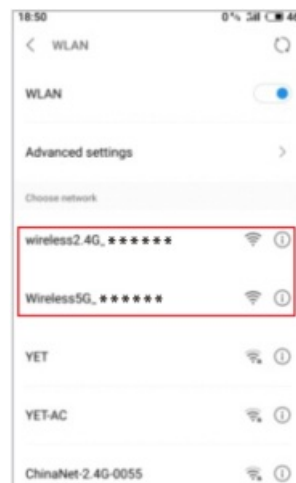 18:50
WLAN
WLAN
Advanced settings
Choose network
wireless2.4G_******
Wireless5G_******
YET
YET-AC
ChinaNet-2.4G-0055